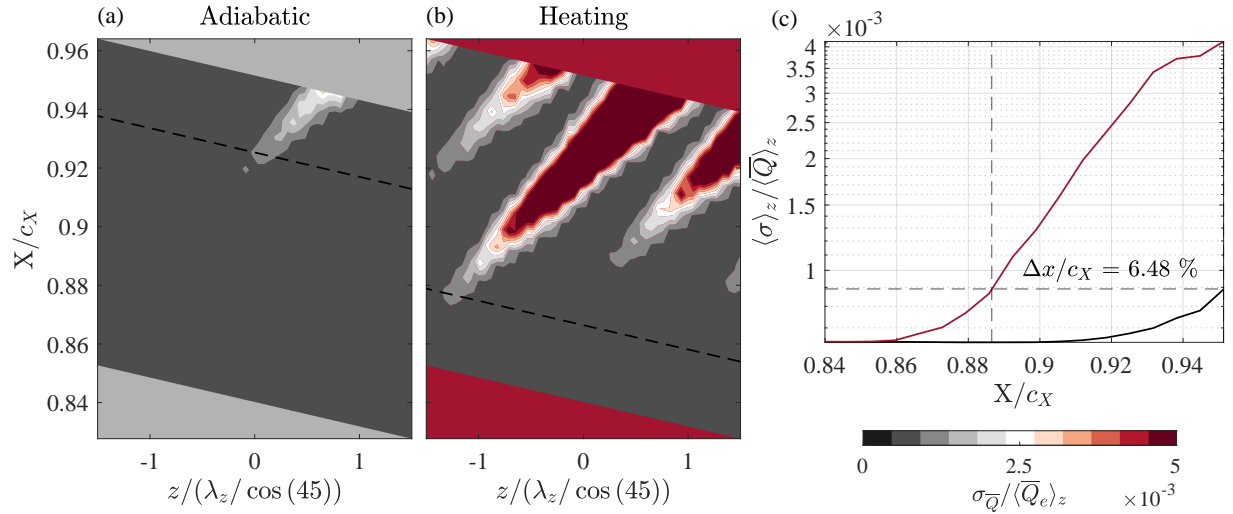 (a) Adiabatic
(b) Heating
(c)
×10⁻³
0.96
0.94
0.92
0.9
0.88
0.86
0.84
X/c_X
-1 0 1
z/(λ_z/ cos (45))
-1 0 1
z/(λ_z/ cos (45))
4
3.5
3
2.5
2
1.5
1
⟨σ⟩_z/⟨Q̅⟩_z
Δx/c_X = 6.48 %
0.84 0.86 0.88 0.9 0.92 0.94
X/c_X
0 2.5 5
σ_Q̅/⟨Q̅_e⟩_z
×10⁻³